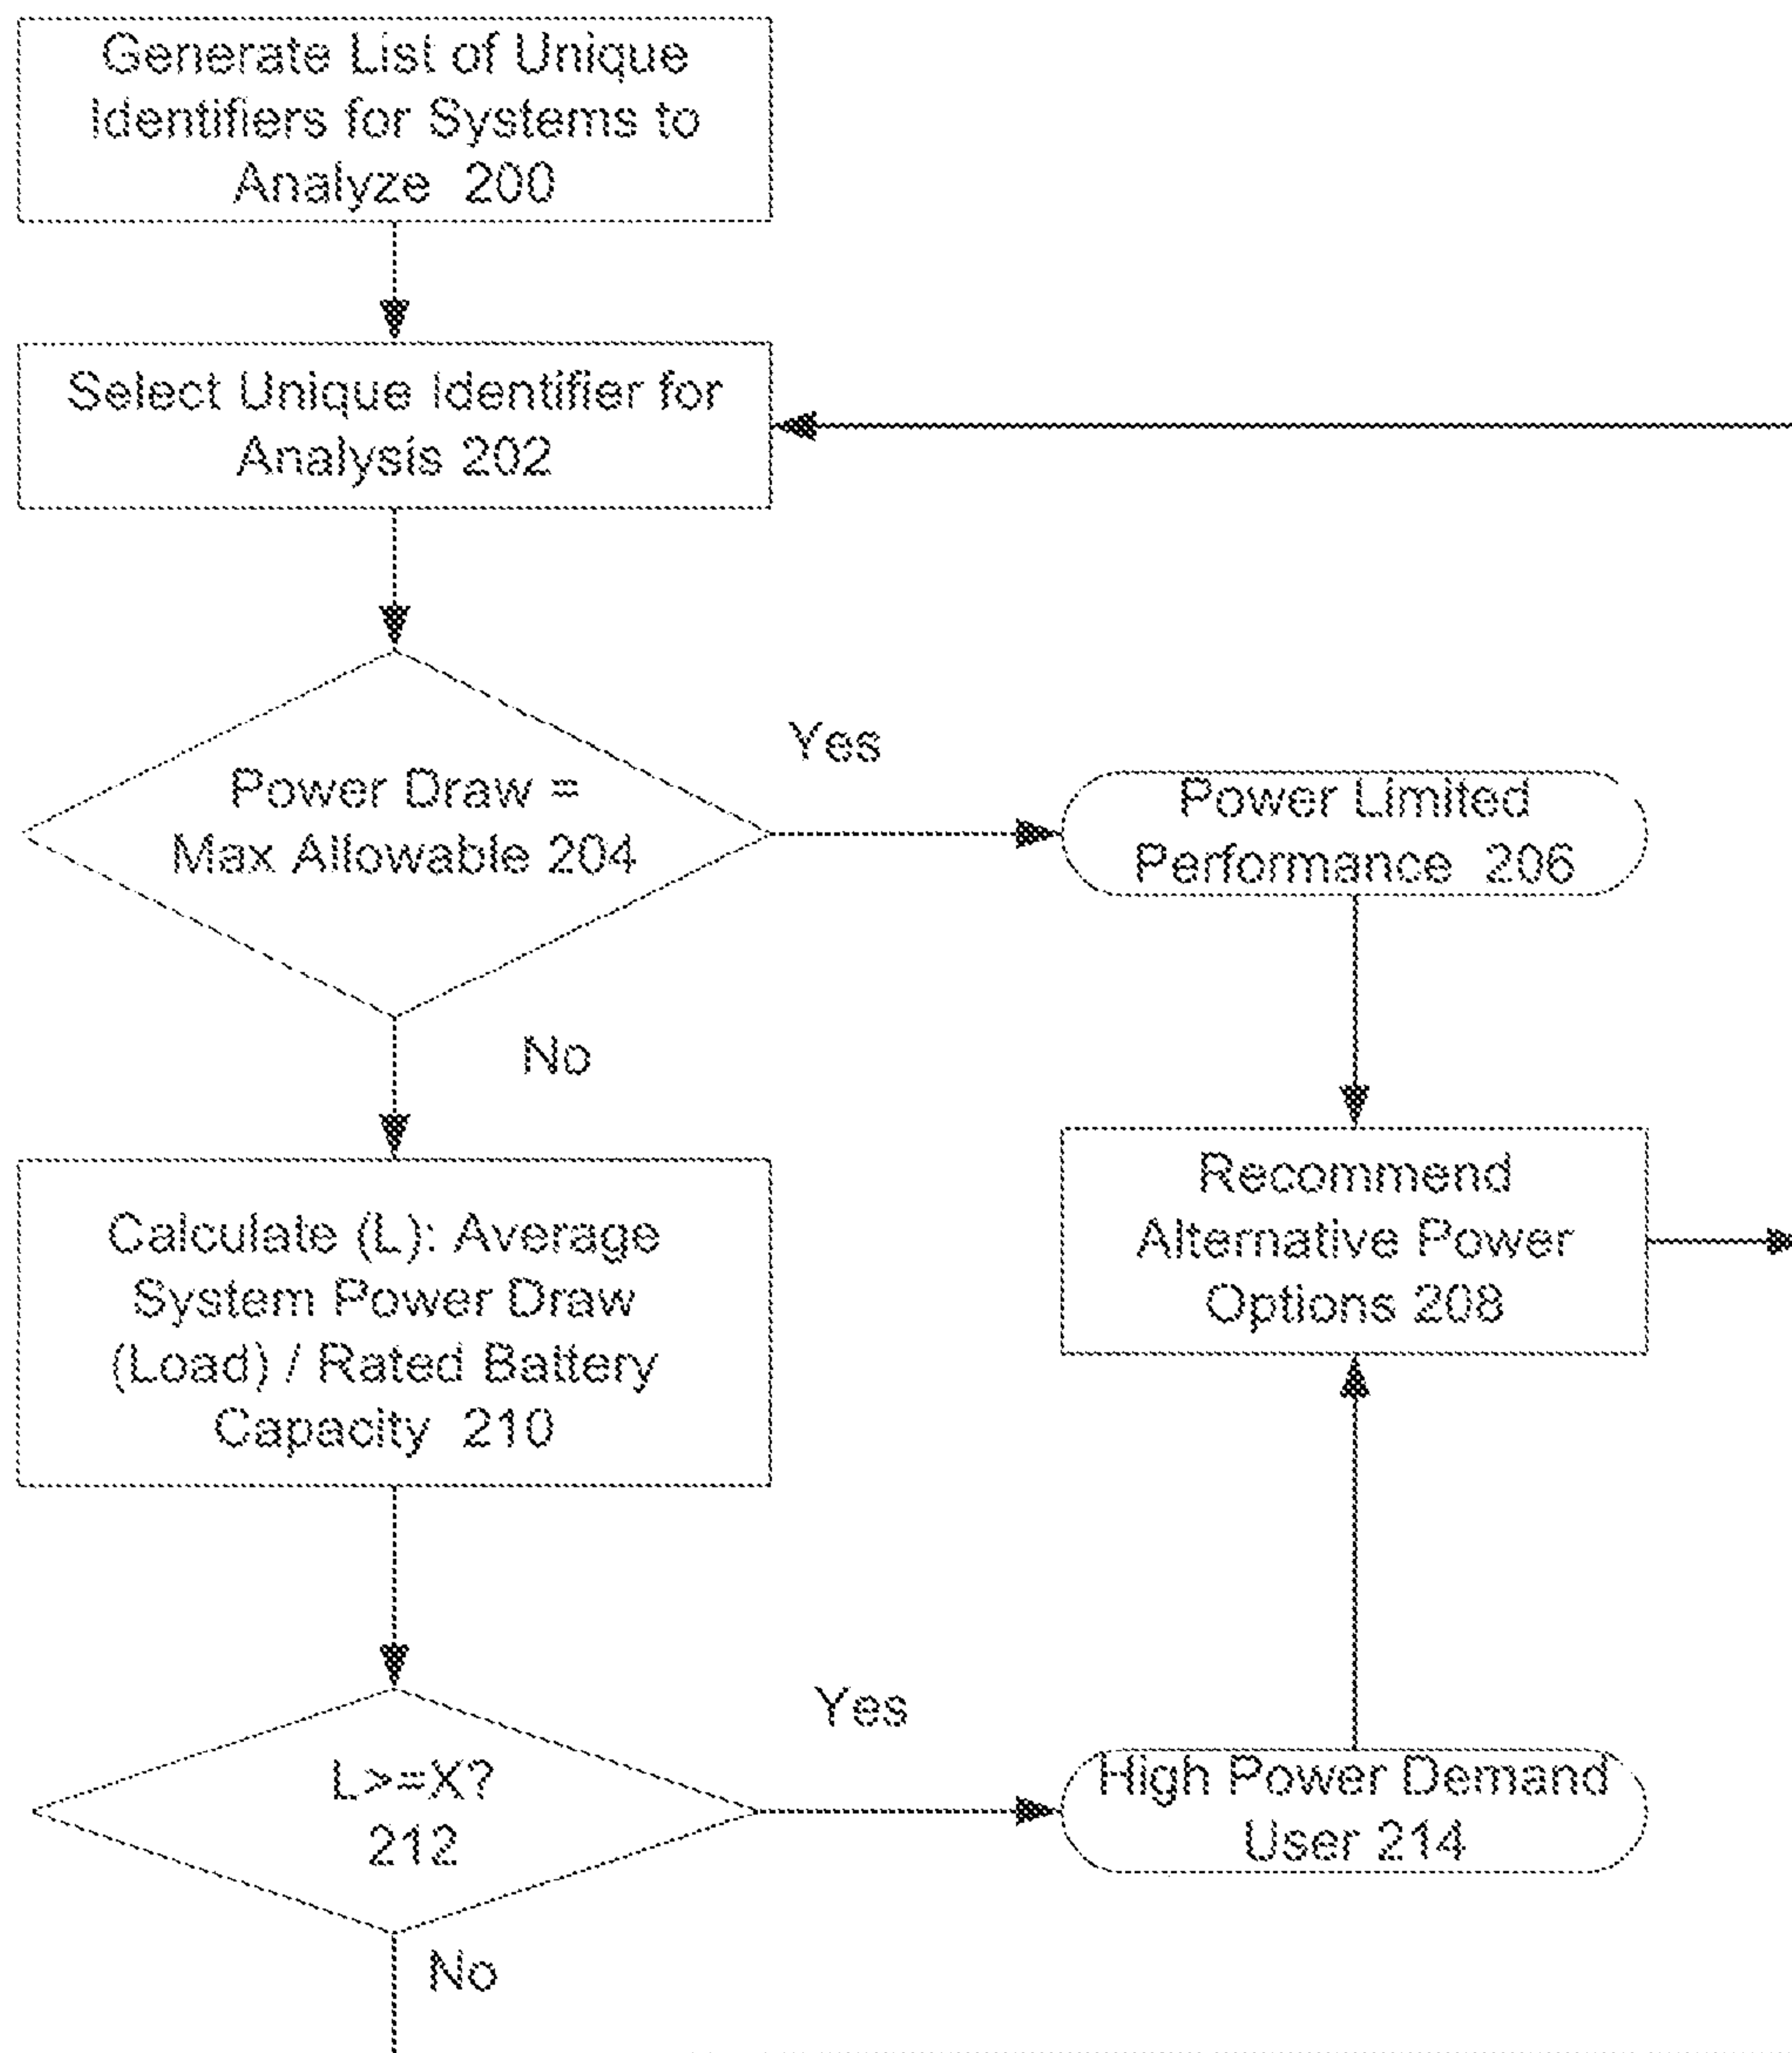 Generate List of Unique
Identifiers for Systems to
Analyze 200
Select Unique Identifier for
Analysis 202
Power Draw =
Max Allowable 204
Yes
Power Limited
Performance 206
No
Recommend
Alternative Power
Options 208
Calculate (L): Average
System Power Draw
(Load) / Rated Battery
Capacity 210
L>=X?
212
Yes
High Power Demand
User 214
No